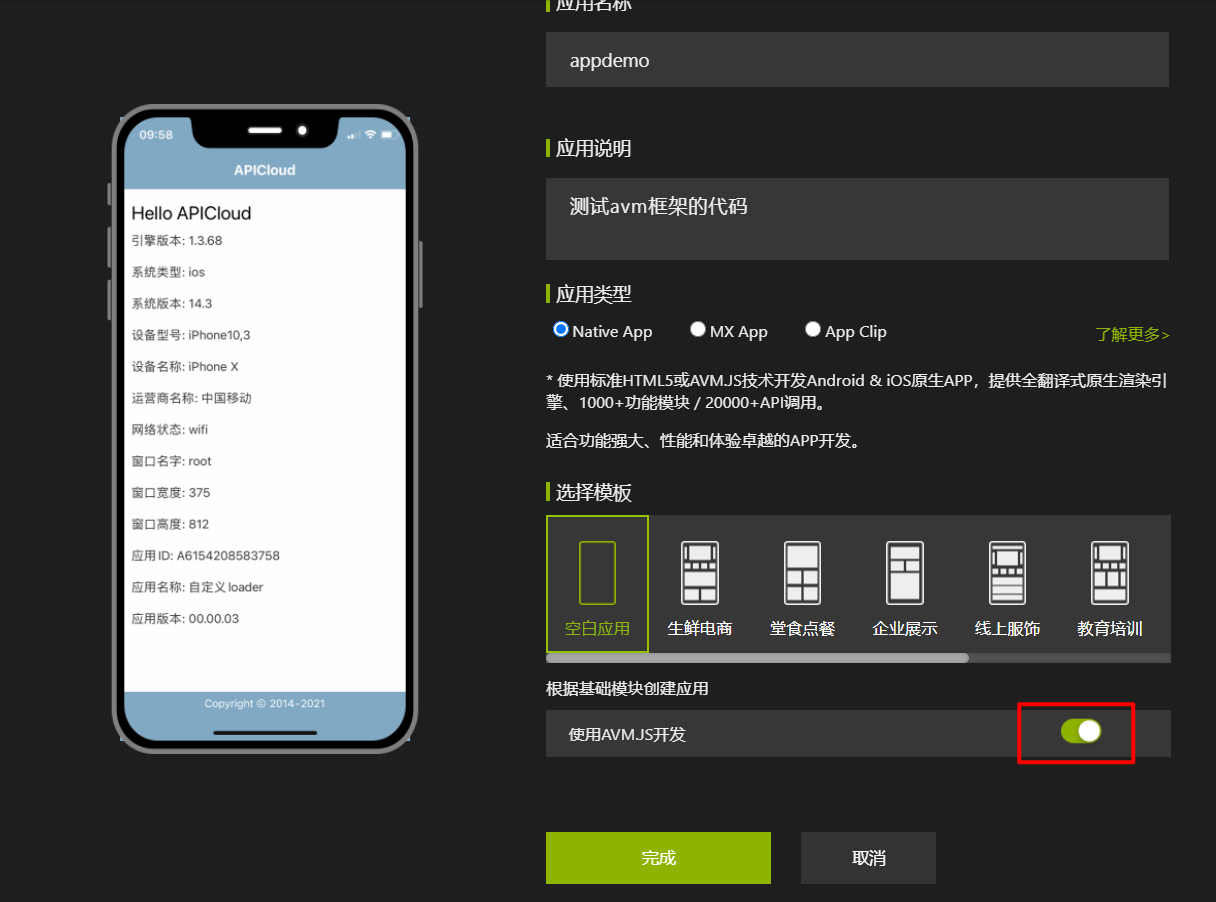 09:58
APICloud
Hello APICloud
引擎版本: 1.3.68
系统类型: ios
系统版本: 14.3
设备型号: iPhone10,3
设备名称: iPhone X
运营商名称: 中国移动
网络状态: wifi
窗口名字: root
窗口宽度: 375
窗口高度: 812
应用ID: A6154208583758
应用名称: 自定义loader
应用版本: 00.00.03
Copyright © 2014-2021
应用名称
appdemo
应用说明
测试avm框架的代码
应用类型
Native App MX App App Clip 了解更多>
* 使用标准HTML5或AVM.JS技术开发Android & iOS原生APP，提供全翻译式原生渲染引
擎、1000+功能模块 / 20000+API调用。
适合功能强大、性能和体验卓越的APP开发。
选择模板
空白应用 生鲜电商 堂食点餐 企业展示 线上服饰 教育培训
根据基础模块创建应用
使用AVM.JS开发
完成 取消